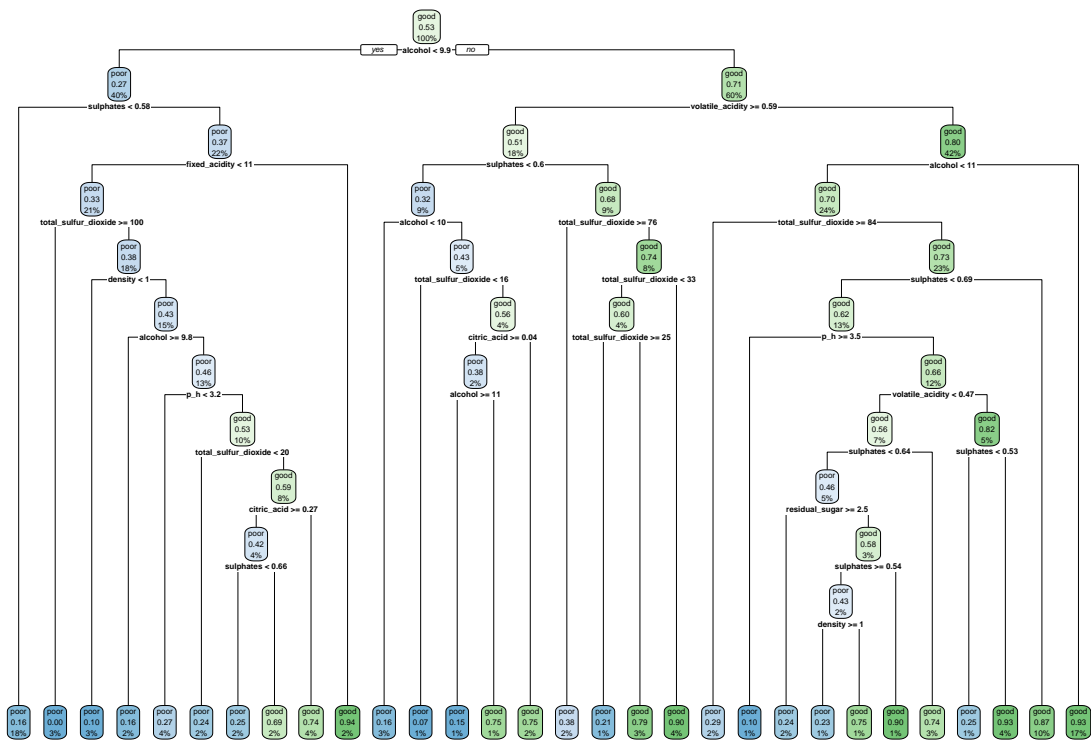 good
0.53
100%
yes alcohol < 9.9 no
poor
0.27
40%
sulphates < 0.58
good
0.71
60%
volatile_acidity >= 0.59
poor
0.37
22%
fixed_acidity < 11
good
0.51
18%
sulphates < 0.6
good
0.80
42%
alcohol < 11
poor
0.33
21%
total_sulfur_dioxide >= 100
poor
0.32
9%
alcohol < 10
good
0.68
9%
total_sulfur_dioxide >= 76
good
0.70
24%
total_sulfur_dioxide >= 84
poor
0.38
18%
density < 1
poor
0.43
5%
total_sulfur_dioxide < 16
good
0.74
8%
total_sulfur_dioxide < 33
good
0.73
23%
sulphates < 0.69
poor
0.43
15%
alcohol >= 9.8
good
0.56
4%
citric_acid >= 0.04
good
0.60
4%
total_sulfur_dioxide >= 25
good
0.62
13%
p_h >= 3.5
poor
0.46
13%
p_h < 3.2
poor
0.38
2%
alcohol >= 11
good
0.66
12%
volatile_acidity < 0.47
good
0.53
10%
total_sulfur_dioxide < 20
good
0.56
7%
sulphates < 0.64
good
0.82
5%
sulphates < 0.53
good
0.59
8%
citric_acid >= 0.27
poor
0.46
5%
residual_sugar >= 2.5
poor
0.42
4%
sulphates < 0.66
good
0.58
3%
sulphates >= 0.54
poor
0.43
2%
density >= 1
poor
0.16
18%
poor
0.00
3%
poor
0.10
3%
poor
0.16
2%
poor
0.27
4%
poor
0.24
2%
poor
0.25
2%
good
0.69
2%
good
0.74
4%
good
0.94
2%
poor
0.16
3%
poor
0.07
1%
poor
0.15
1%
good
0.75
1%
good
0.75
2%
poor
0.38
2%
poor
0.21
1%
good
0.79
3%
good
0.90
4%
poor
0.29
2%
poor
0.10
1%
poor
0.24
2%
poor
0.23
1%
good
0.75
1%
good
0.90
1%
good
0.74
3%
poor
0.25
1%
good
0.93
4%
good
0.87
10%
good
0.93
17%